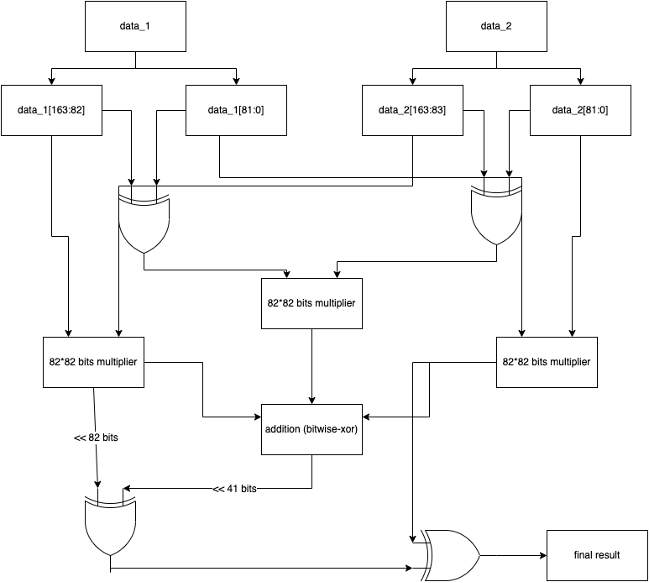 data_1
data_2
data_1[163:82]
data_1[81:0]
data_2[163:83]
data_2[81:0]
82*82 bits multiplier
82*82 bits multiplier
82*82 bits multiplier
addition (bitwise-xor)
<< 82 bits
<< 41 bits
final result